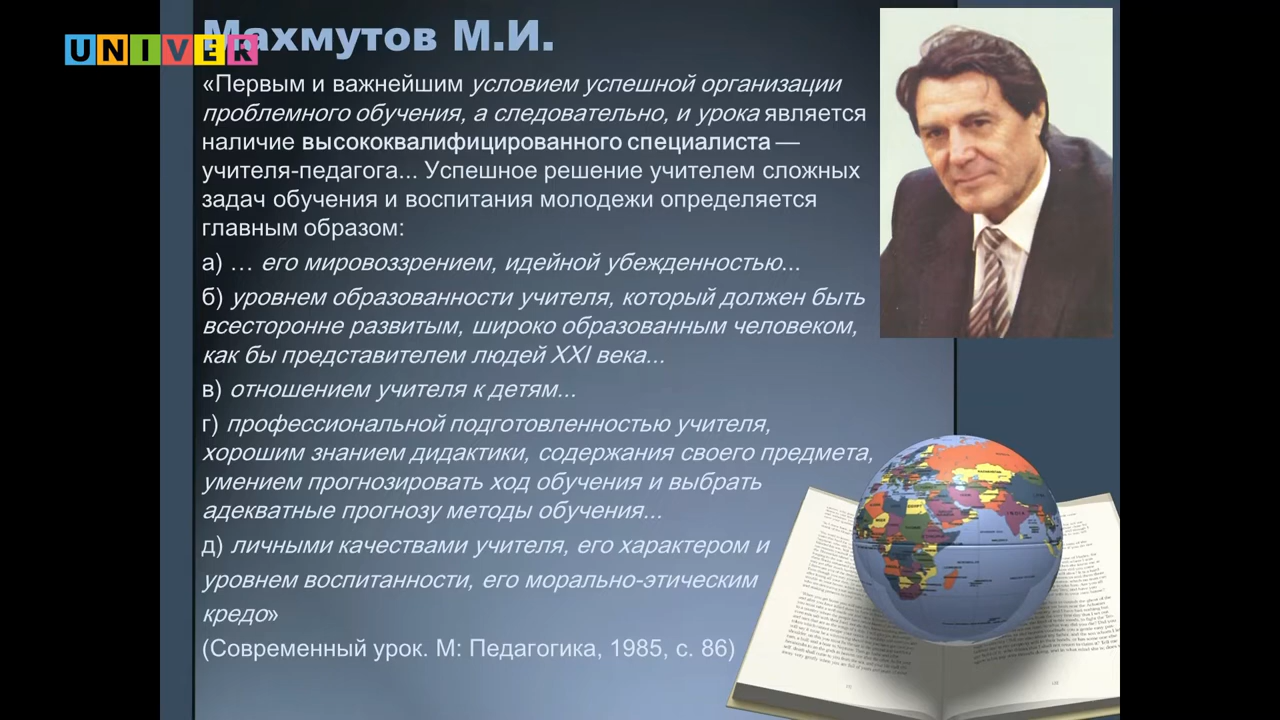 UNIVER
Махмутов М.И.
«Первым и важнейшим условием успешной организации
проблемного обучения, а следовательно, и урока является
наличие высококвалифицированного специалиста —
учителя-педагога... Успешное решение учителем сложных
задач обучения и воспитания молодежи определяется
главным образом:
а) … его мировоззрением, идейной убежденностью...
б) уровнем образованности учителя, который должен быть
всесторонне развитым, широко образованным человеком,
как бы представителем людей XXI века...
в) отношением учителя к детям...
г) профессиональной подготовленностью учителя,
хорошим знанием дидактики, содержания своего предмета,
умением прогнозировать ход обучения и выбрать
адекватные прогнозу методы обучения...
д) личными качествами учителя, его характером и
уровнем воспитанности, его морально-этическим
кредо»
(Современный урок. М: Педагогика, 1985, с. 86)